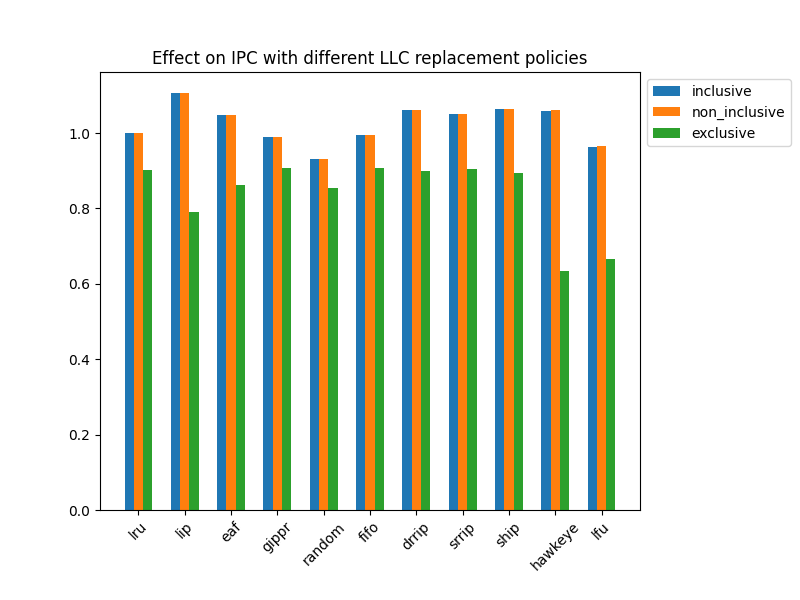 Effect on IPC with different LLC replacement policies
inclusive
non_inclusive
exclusive
1.0
0.8
0.6
0.4
0.2
0.0
lru
lip
eaf
gippr
random
fifo
drrip
srrip
ship
hawkeye
lfu